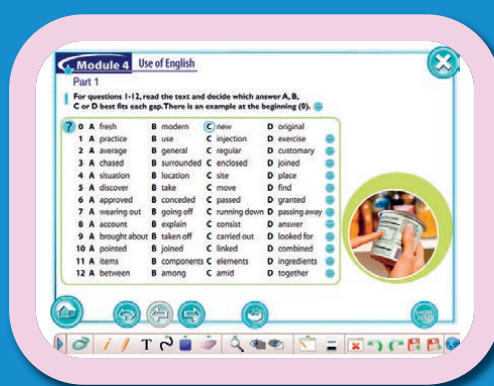 Module 4 Use of English
Part 1
1 For questions 1-12, read the text and decide which answer A, B,
C or D best fits each gap. There is an example at the beginning (0).
? 0 A fresh B modern C new D original
1 A practice B use C injection D exercise
2 A average B general C regular D customary
3 A chased B surrounded C enclosed D joined
4 A situation B location C site D place
5 A discover B take C move D find
6 A approved B conceded C passed D granted
7 A wearing out B going off C running down D passing away
8 A account B explain C consist D answer
9 A brought about B taken off C carried out D looked for
10 A pointed B joined C linked D combined
11 A items B components C elements D ingredients
12 A between B among C amid D together
T